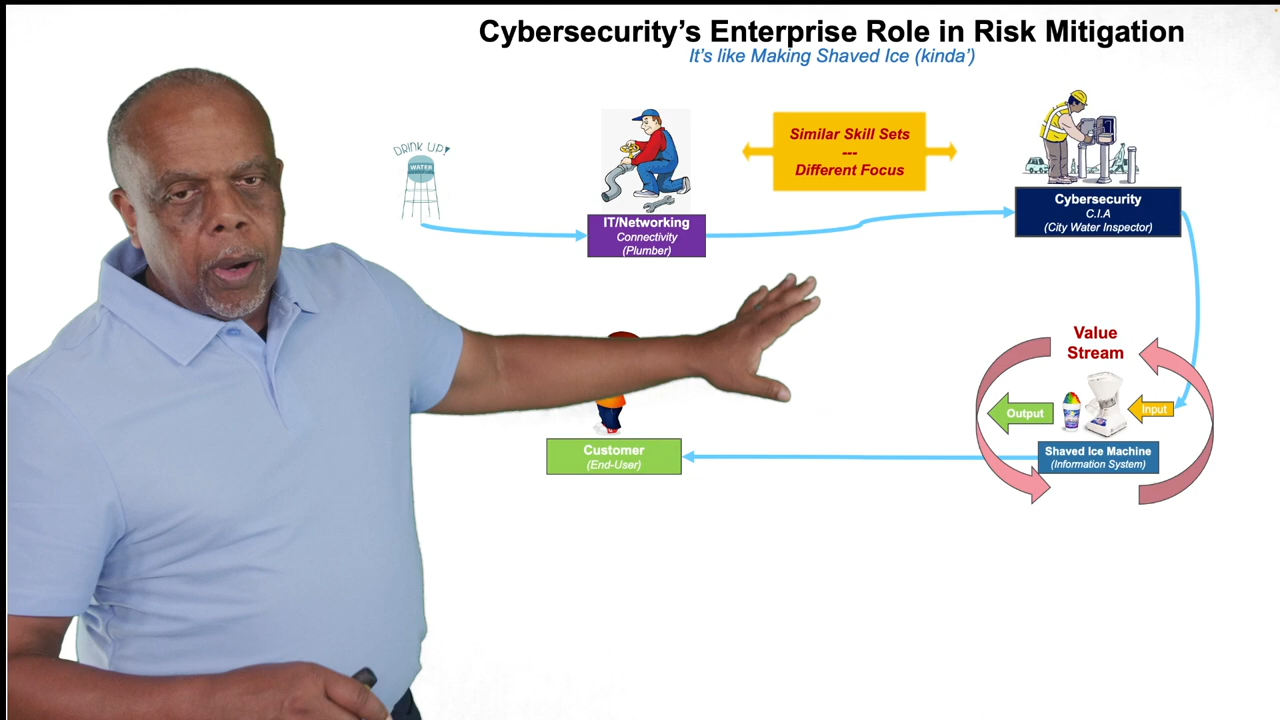 Cybersecurity's Enterprise Role in Risk Mitigation
It's like Making Shaved Ice (kinda')
DRINK UP!
WATER
Similar Skill Sets
---
Different Focus
IT/Networking
Connectivity
(Plumber)
Cybersecurity
C.I.A
(City Water Inspector)
Value
Stream
Output
Input
Shaved Ice Machine
(Information System)
Customer
(End-User)